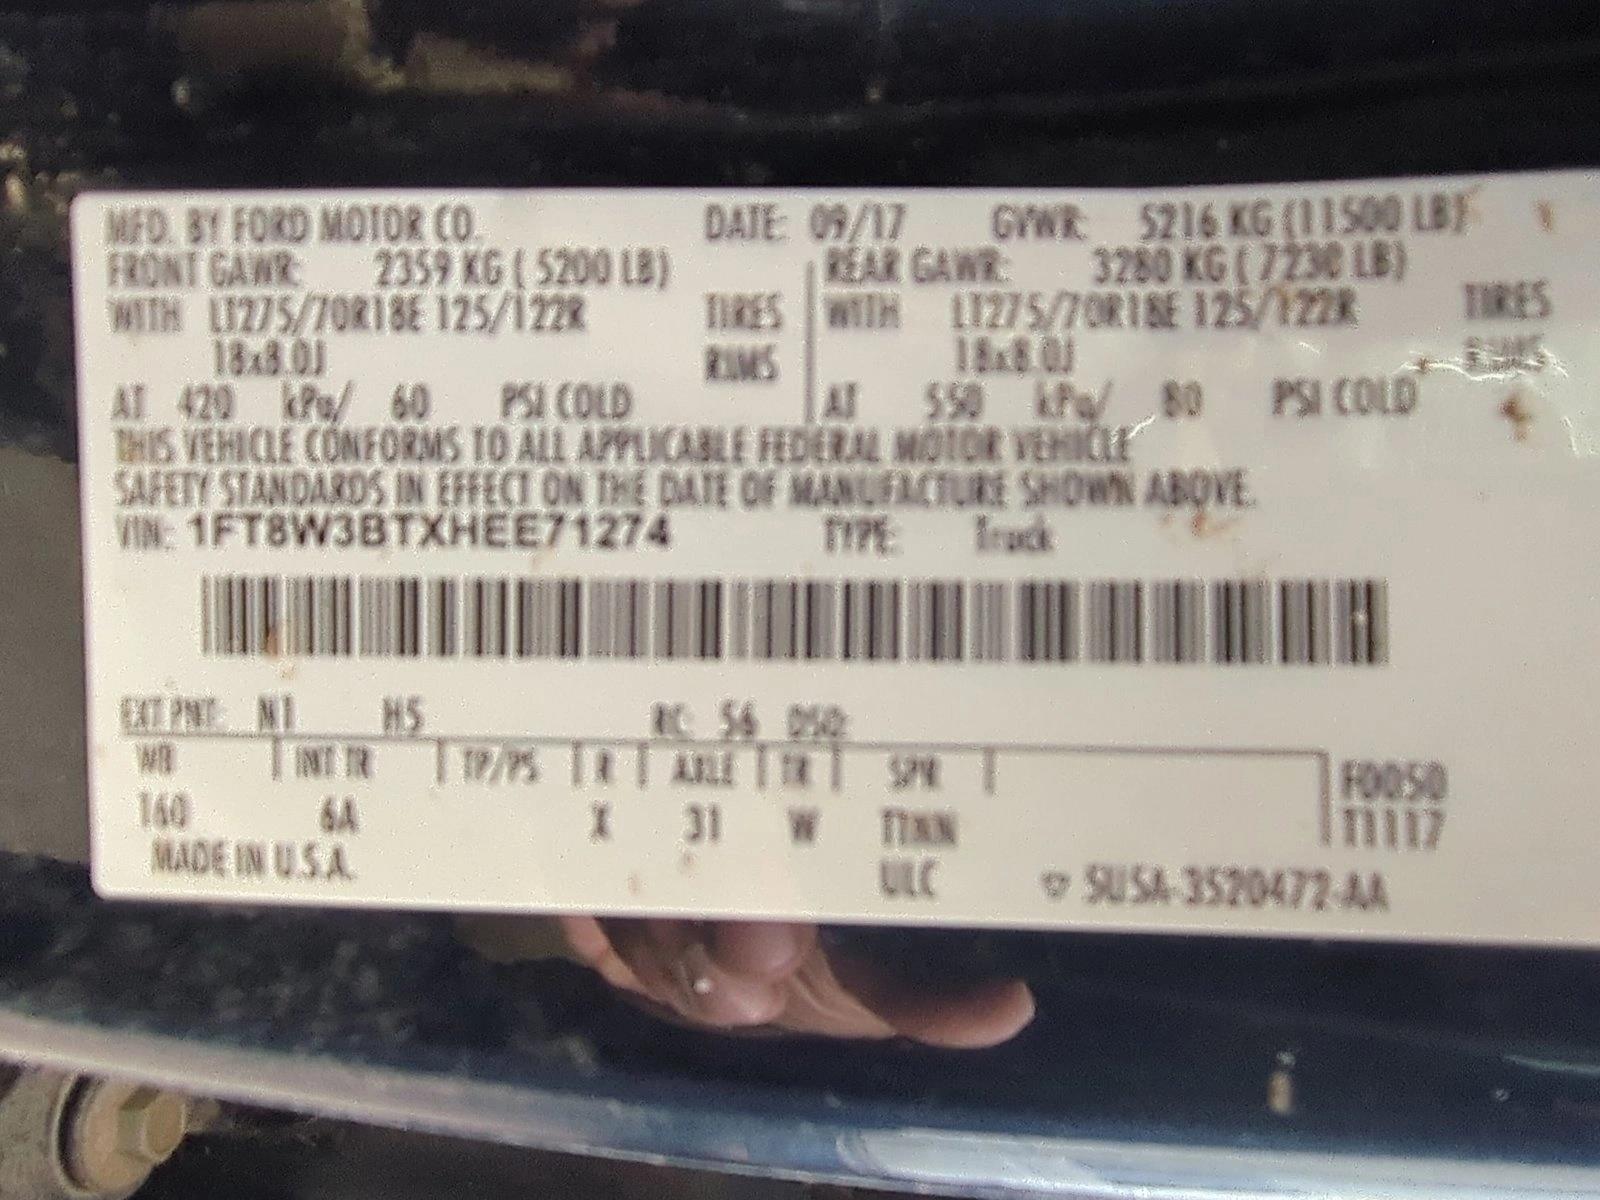 MFD. BY FORD MOTOR CO. DATE: 09/17 GVWR: 5216 KG (11500 LB)
FRONT GAWR: 2359 KG ( 5200 LB) REAR GAWR: 3280 KG ( 7230 LB)
WITH LT275/70R18E 125/122R TIRES WITH LT275/70R18E 125/122R TIRES
18x8.0J RIMS 18x8.0J RIMS
AT 420 kPa/ 60 PSI COLD AT 550 kPa/ 80 PSI COLD
THIS VEHICLE CONFORMS TO ALL APPLICABLE FEDERAL MOTOR VEHICLE
SAFETY STANDARDS IN EFFECT ON THE DATE OF MANUFACTURE SHOWN ABOVE.
VIN: 1FT8W3BTXHEE71274 TYPE: Truck
EXT PNT: N1 H5 RC: 56 DSO:
WB INT TR TP/PS R AXLE TR SPR F0050
160 6A X 31 W TTNN T1117
MADE IN U.S.A. ULC 5U5A-3520472-AA